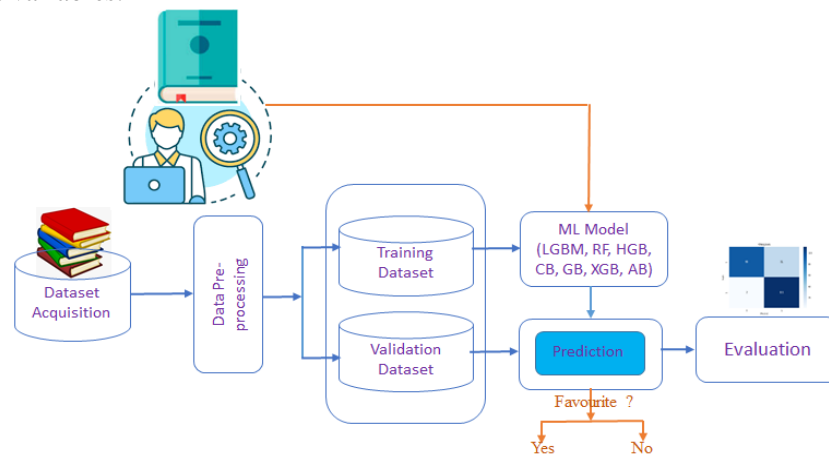 Dataset
Acquisition
Data Pre-
processing
Training
Dataset
Validation
Dataset
ML Model
(LGBM, RF, HGB,
CB, GB, XGB, AB)
Prediction
Evaluation
Favourite ?
Yes
No